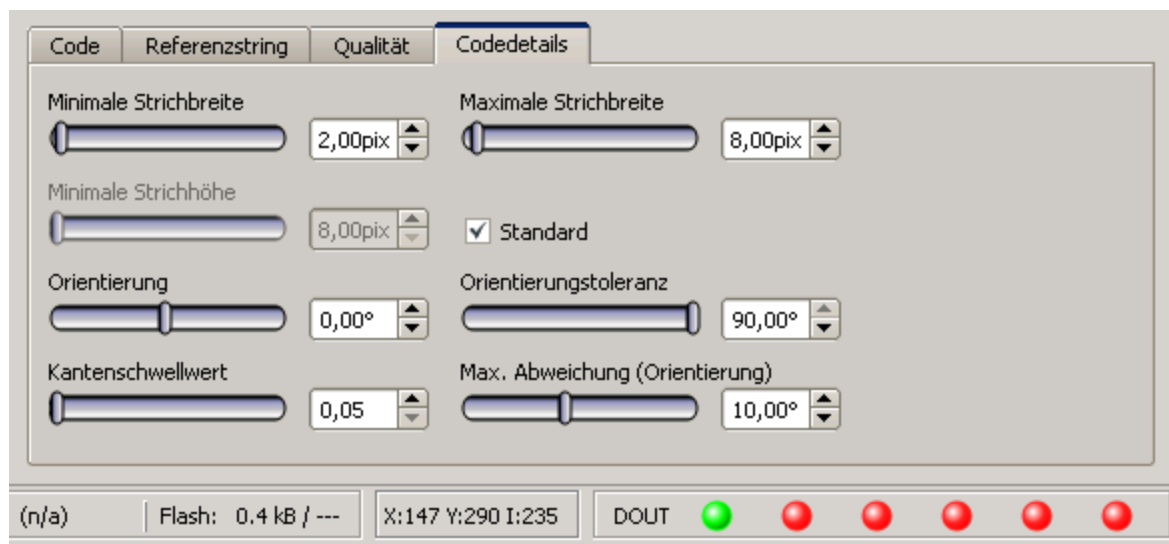 Code Referenzstring Qualität Codedetails
Minimale Strichbreite Maximale Strichbreite
2,00pix 8,00pix
Minimale Strichhöhe
8,00pix Standard
Orientierung Orientierungstoleranz
0,00° 90,00°
Kantenschwellwert Max. Abweichung (Orientierung)
0,05 10,00°
(n/a) Flash: 0.4 kB / --- X:147 Y:290 I:235 DOUT